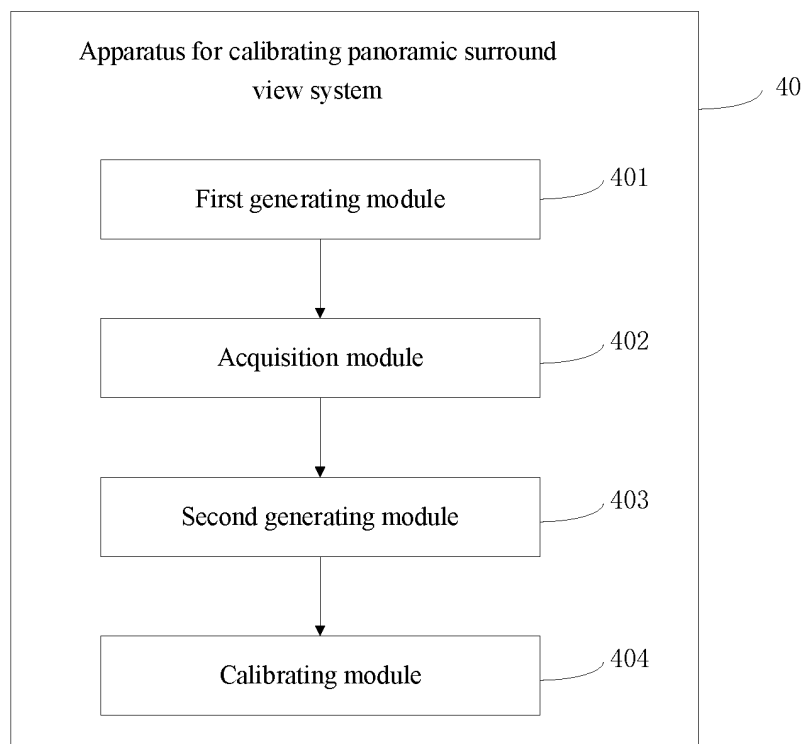 Apparatus for calibrating panoramic surround
view system
40
First generating module
401
Acquisition module
402
Second generating module
403
Calibrating module
404